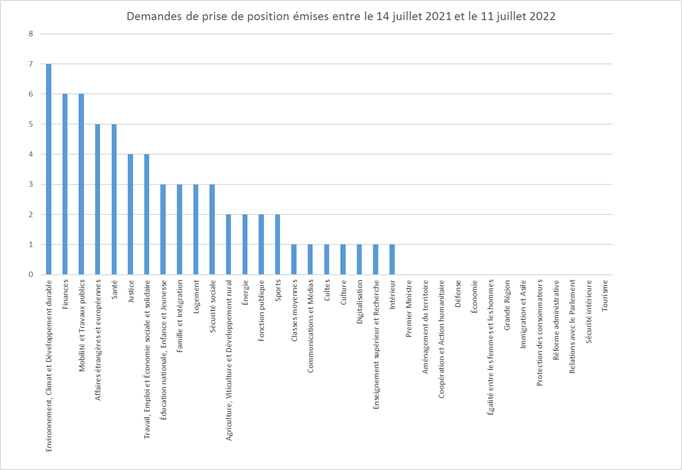 Demandes de prise de position émises entre le 14 juillet 2021 et le 11 juillet 2022
8
7
6
5
4
3
2
1
0
Environnement, Climat et Développement durable
Finances
Mobilité et Travaux publics
Affaires étrangères et européennes
Santé
Justice
Travail, Emploi et Économie sociale et solidaire
Éducation nationale, Enfance et Jeunesse
Famille et Intégration
Logement
Sécurité sociale
Agriculture, Viticulture et Développement rural
Énergie
Fonction publique
Sports
Classes moyennes
Communications et Médias
Cultes
Culture
Digitalisation
Enseignement supérieur et Recherche
Intérieur
Premier Ministre
Aménagement du territoire
Coopération et Action humanitaire
Défense
Économie
Égalité entre les femmes et les hommes
Grande Région
Immigration et Asile
Protection des consommateurs
Réforme administrative
Relations avec le Parlement
Sécurité intérieure
Tourisme